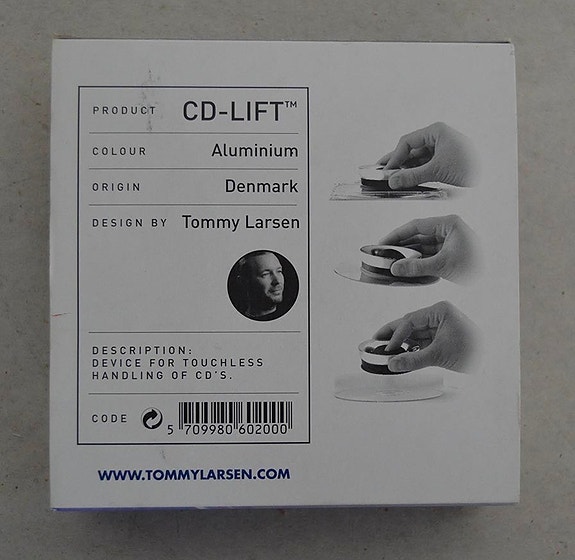 PRODUCT CD-LIFT™
COLOUR Aluminium
ORIGIN Denmark
DESIGN BY Tommy Larsen
DESCRIPTION:
DEVICE FOR TOUCHLESS
HANDLING OF CD'S.
CODE
5 709980 602000
WWW.TOMMYLARSEN.COM